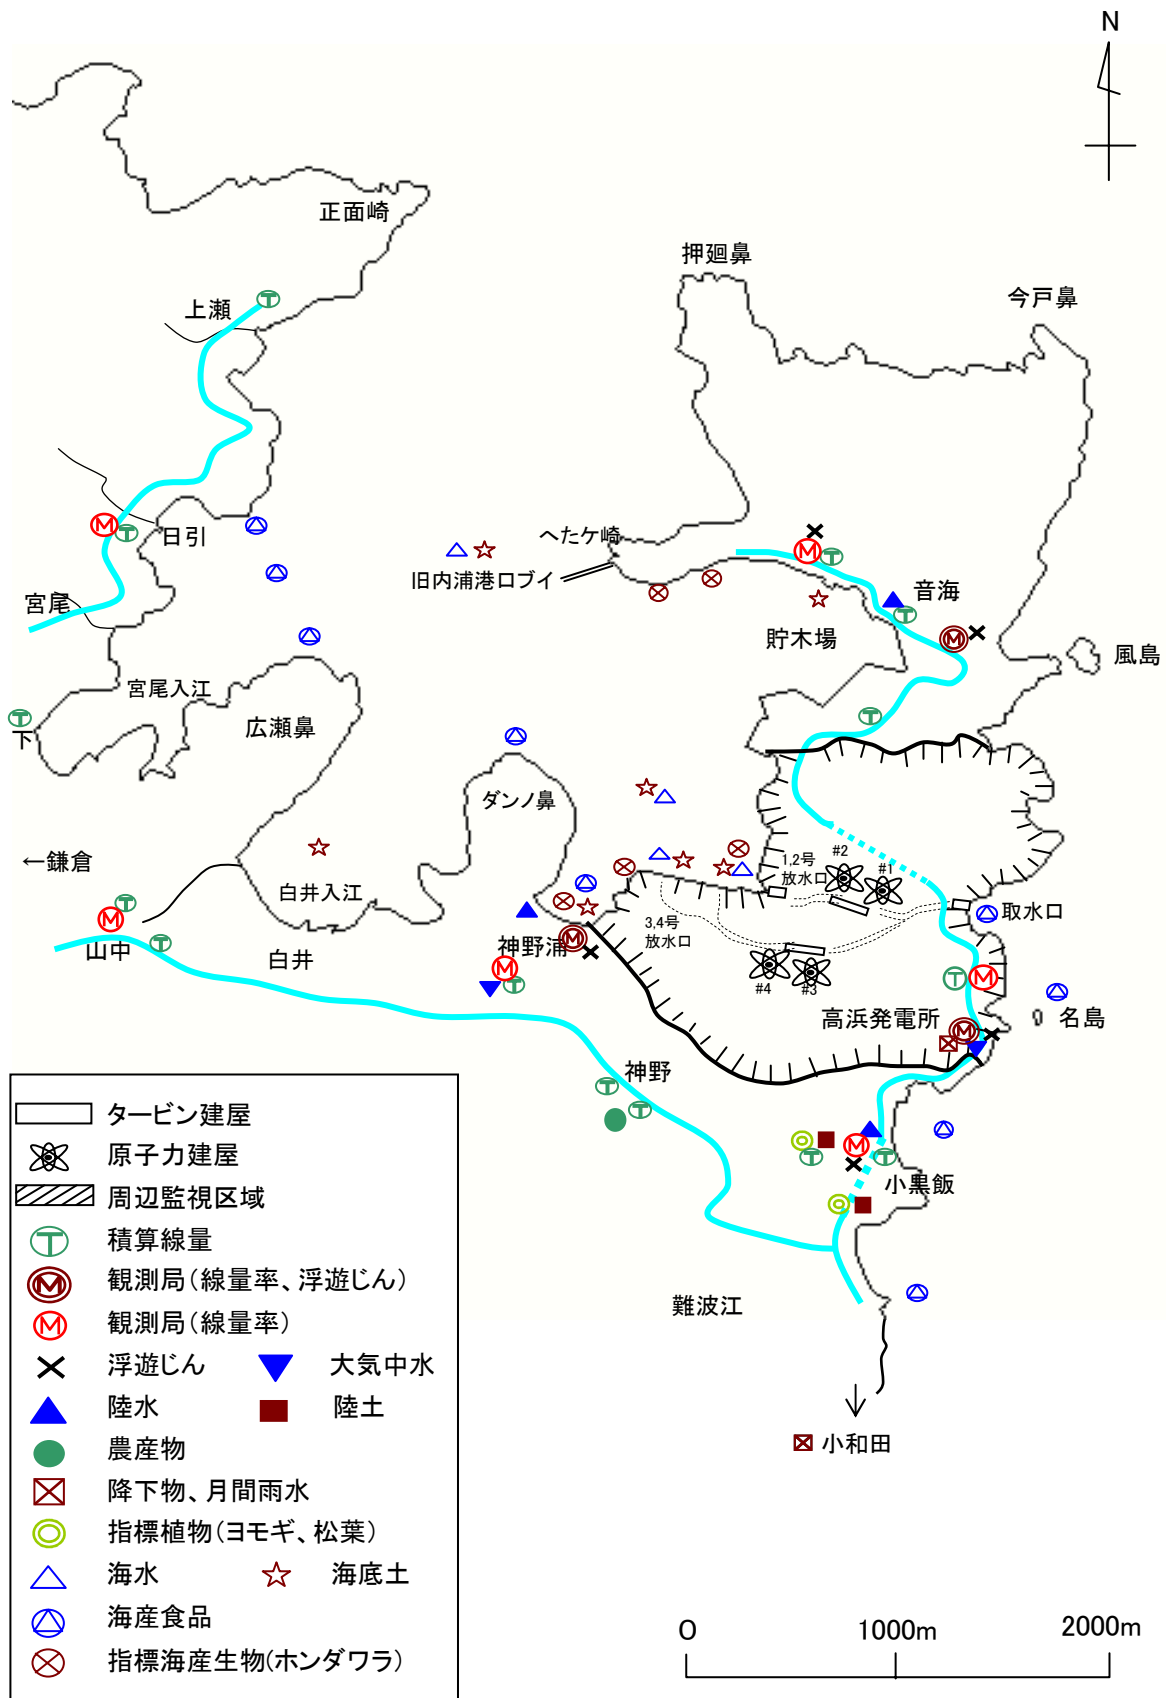 N
正面崎
押廻鼻
今戸鼻
上瀬
へたケ崎
日引
旧内浦港口ブイ
音海
宮尾
貯木場
風島
宮尾入江
広瀬鼻
下
ダンノ鼻
←鎌倉
1,2号
放水口
#2
#1
白井入江
取水口
3,4号
放水口
山中
白井
神野浦
#4
#3
高浜発電所
名島
神野
小黒飯
難波江
小和田
タービン建屋
原子力建屋
周辺監視区域
積算線量
観測局(線量率、浮遊じん)
観測局(線量率)
浮遊じん 大気中水
陸水 陸土
農産物
降下物、月間雨水
指標植物(ヨモギ、松葉)
海水 海底土
海産食品
指標海産生物(ホンダワラ)
O 1000m 2000m